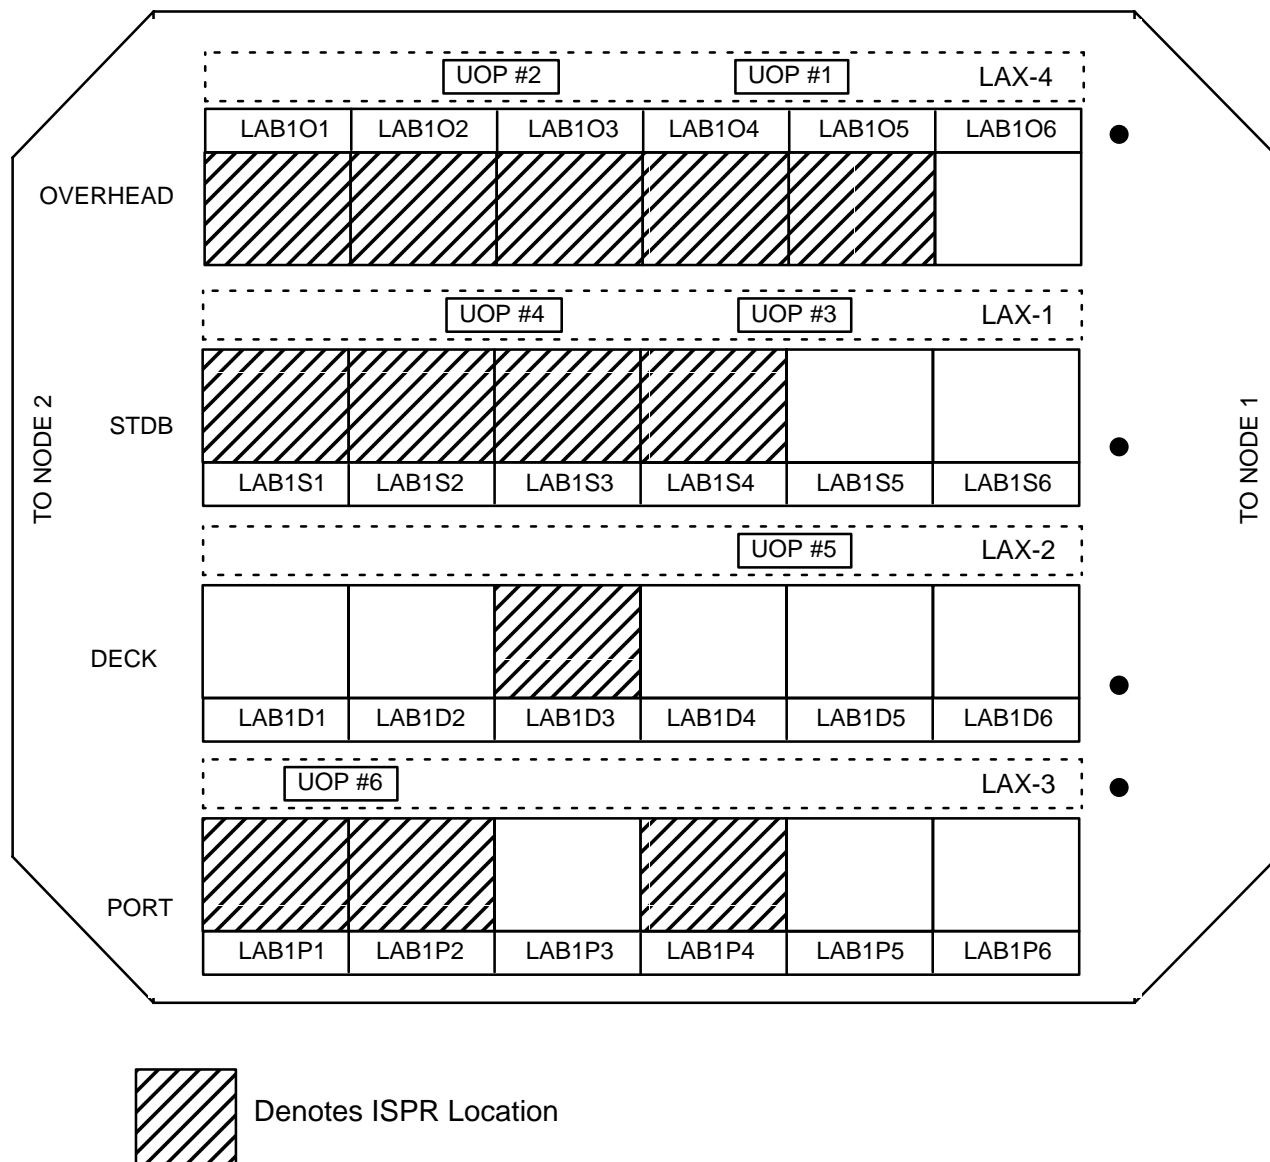 UOP #2 UOP #1 LAX-4
LAB1O1 LAB1O2 LAB1O3 LAB1O4 LAB1O5 LAB1O6
OVERHEAD
UOP #4 UOP #3 LAX-1
TO NODE 2
STDB
TO NODE 1
LAB1S1 LAB1S2 LAB1S3 LAB1S4 LAB1S5 LAB1S6
UOP #5 LAX-2
DECK
LAB1D1 LAB1D2 LAB1D3 LAB1D4 LAB1D5 LAB1D6
UOP #6 LAX-3
PORT
LAB1P1 LAB1P2 LAB1P3 LAB1P4 LAB1P5 LAB1P6
Denotes ISPR Location